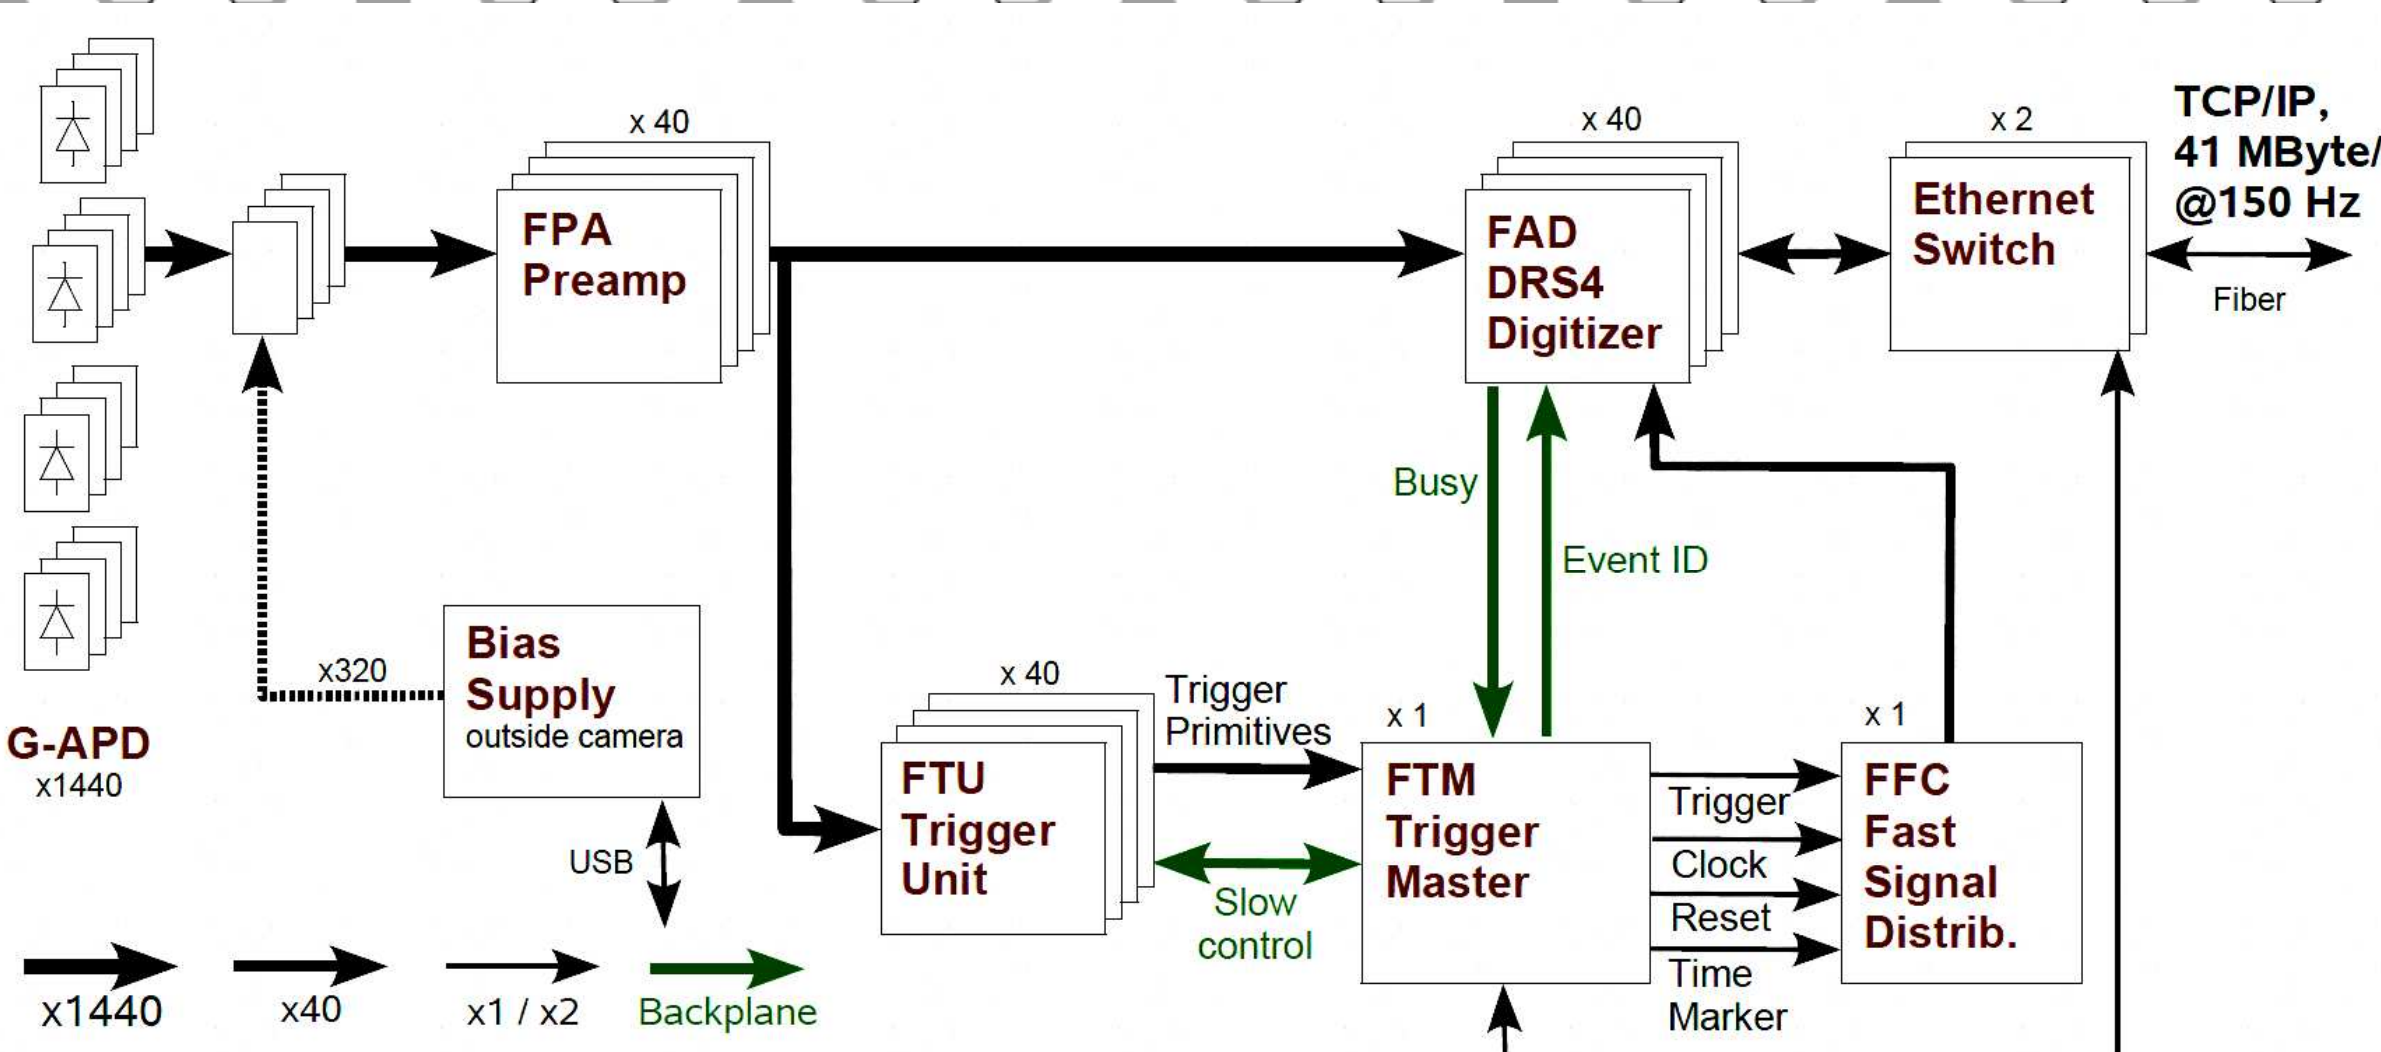 x 40
FPA
Preamp
x 40
FAD
DRS4
Digitizer
x 2
Ethernet
Switch
TCP/IP,
41 MByte/
@150 Hz
Fiber
Busy
Event ID
x320
Bias
Supply
outside camera
USB
G-APD
x1440
x 40
FTU
Trigger
Unit
Trigger
Primitives
Slow
control
x 1
FTM
Trigger
Master
Trigger
Clock
Reset
Time
Marker
x 1
FFC
Fast
Signal
Distrib.
x1440
x40
x1 / x2
Backplane